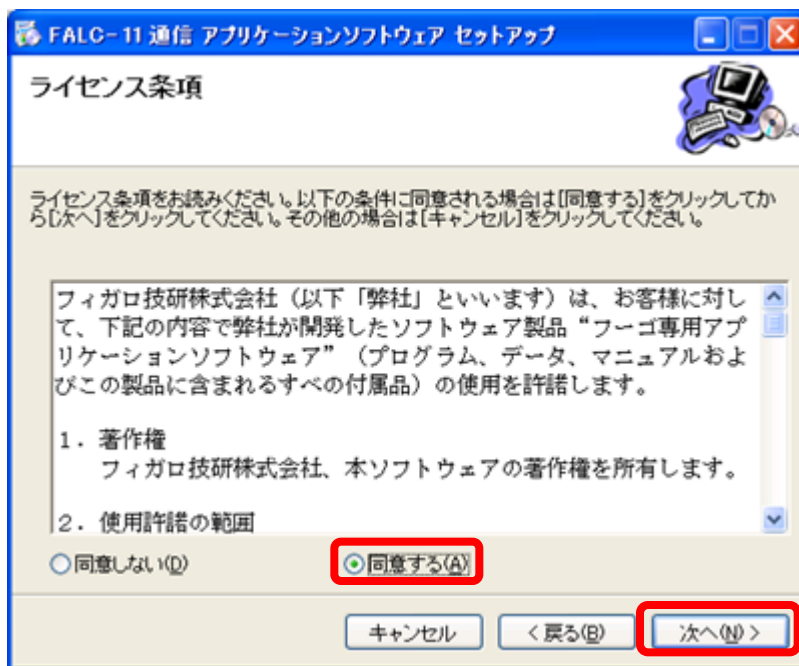 FALC-11 通信 アプリケーションソフトウェア セットアップ
ライセンス条項
ライセンス条項をお読みください。以下の条件に同意される場合は[同意する]をクリックしてか
ら[次へ]をクリックしてください。その他の場合は[キャンセル]をクリックしてください。
フィガロ技研株式会社（以下「弊社」といいます）は、お客様に対し
て、下記の内容で弊社が開発したソフトウェア製品“フーゴ専用アプ
リケーションソフトウェア”（プログラム、データ、マニュアルおよ
びこの製品に含まれるすべの付属品）の使用を許諾します。
1．著作権
フィガロ技研株式会社、本ソフトウェアの著作権を所有します。
2．使用許諾の範囲
同意しない(D) 同意する(A)
キャンセル < 戻る(B) 次へ(N) >